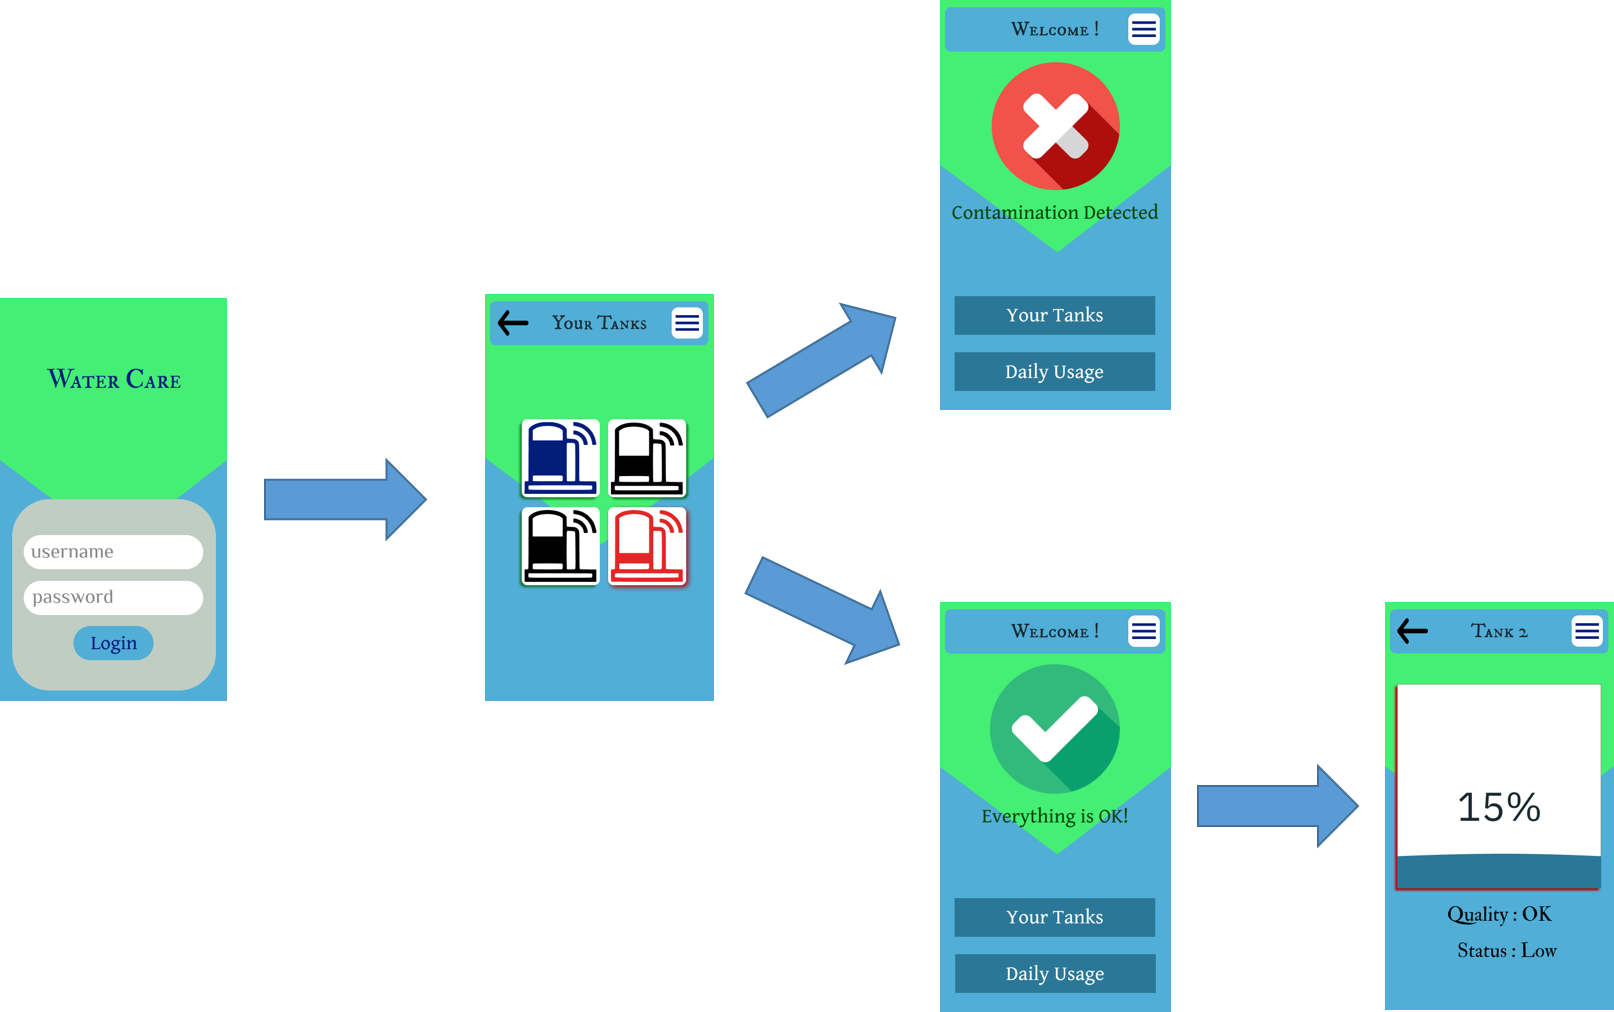 Water Care
username
password
Login
Your Tanks
Welcome !
Contamination Detected
Your Tanks
Daily Usage
Welcome !
Everything is OK!
Your Tanks
Daily Usage
Tank 2
15%
Quality : OK
Status : Low